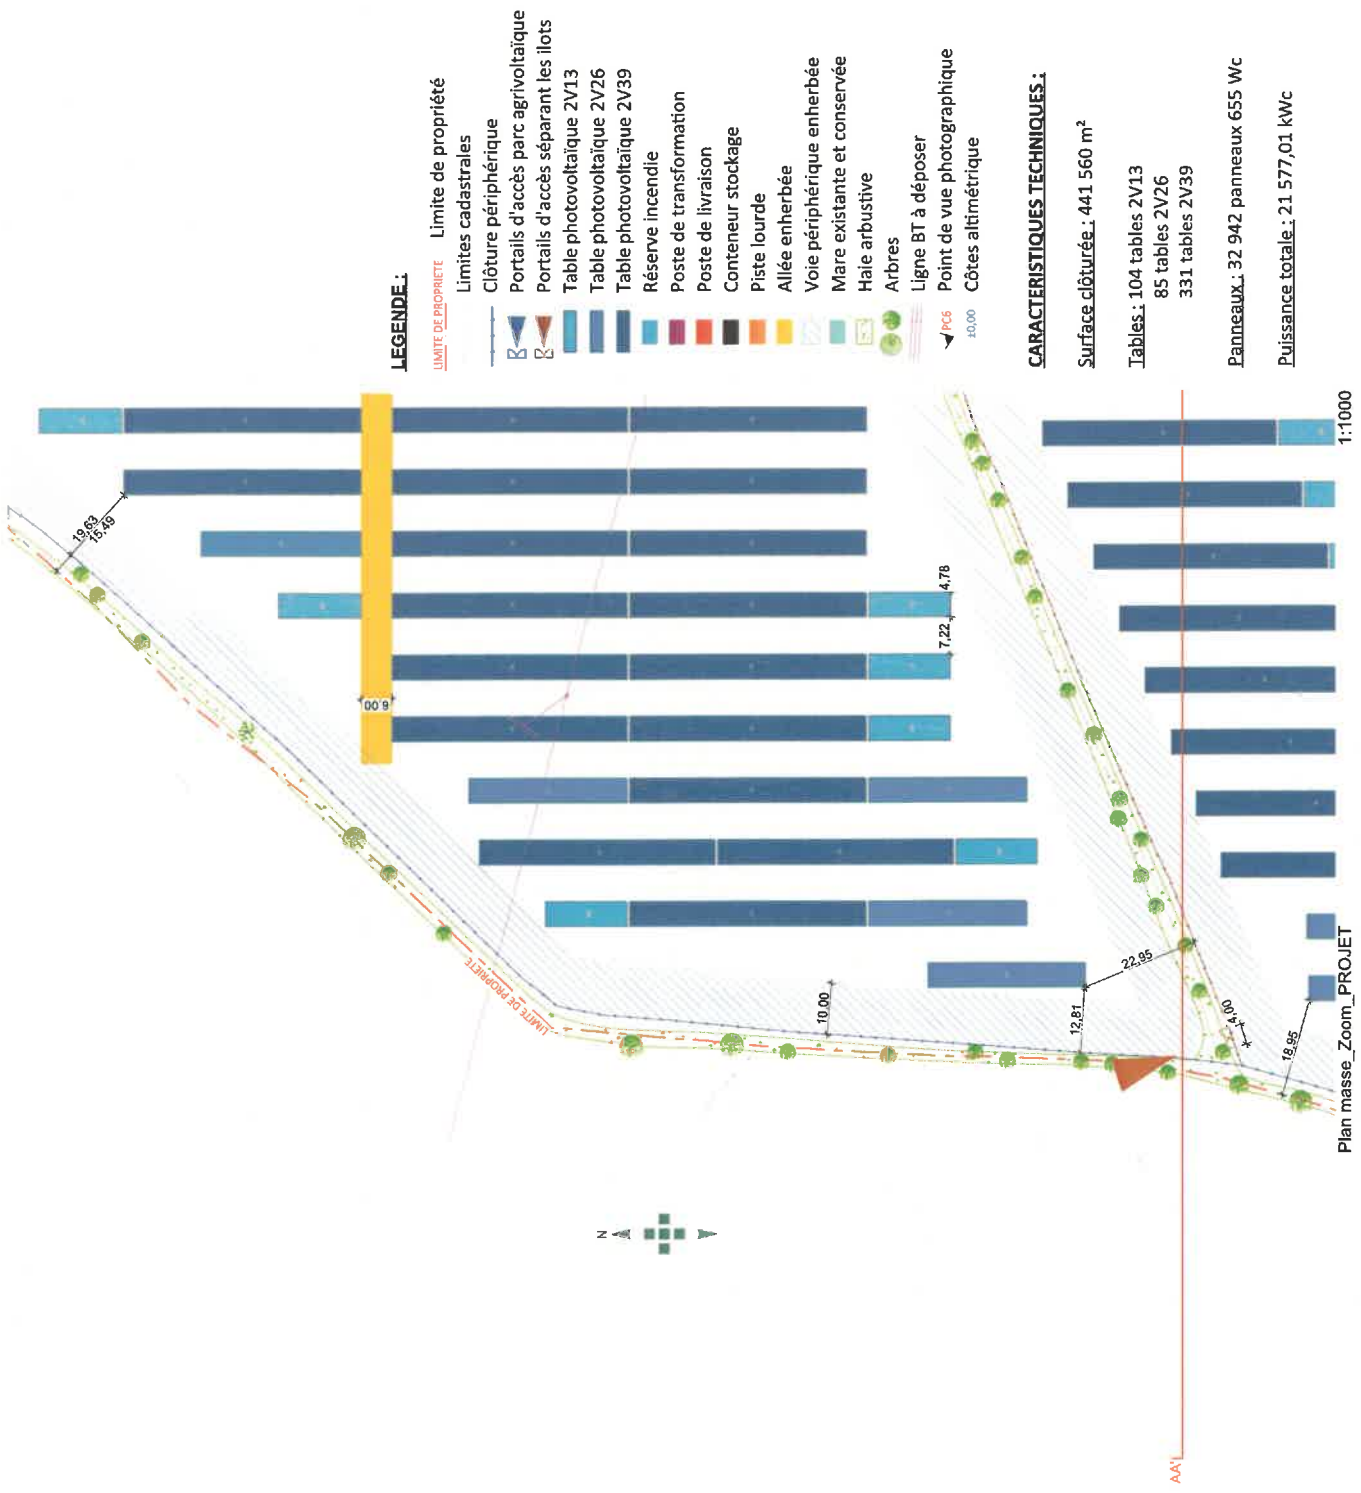 LEGENDE :
LIMITE DE PROPRIETE Limite de propriété
Limites cadastrales
Clôture périphérique
Portails d'accès parc agrivoltaïque
Portails d'accès séparant les ilots
Table photovoltaïque 2V13
Table photovoltaïque 2V26
Table photovoltaïque 2V39
Réserve incendie
Poste de transformation
Poste de livraison
Conteneur stockage
Piste lourde
Allée enherbée
Voie périphérique enherbée
Mare existante et conservée
Haie arbustive
Arbres
Ligne BT à déposer
PC6 Point de vue photographique
±0,00 Côtes altimétrique
CARACTERISTIQUES TECHNIQUES :
Surface clôturée : 441 560 m²
Tables : 104 tables 2V13
85 tables 2V26
331 tables 2V39
Panneaux : 32 942 panneaux 655 Wc
Puissance totale : 21 577,01 kWc
19,63
15,49
6,00
7,22
4,78
LIMITE DE PROPRIETE
10,00
12,81
22,95
4,00
18,95
N
AA'
Plan masse_Zoom_PROJET
1:1000